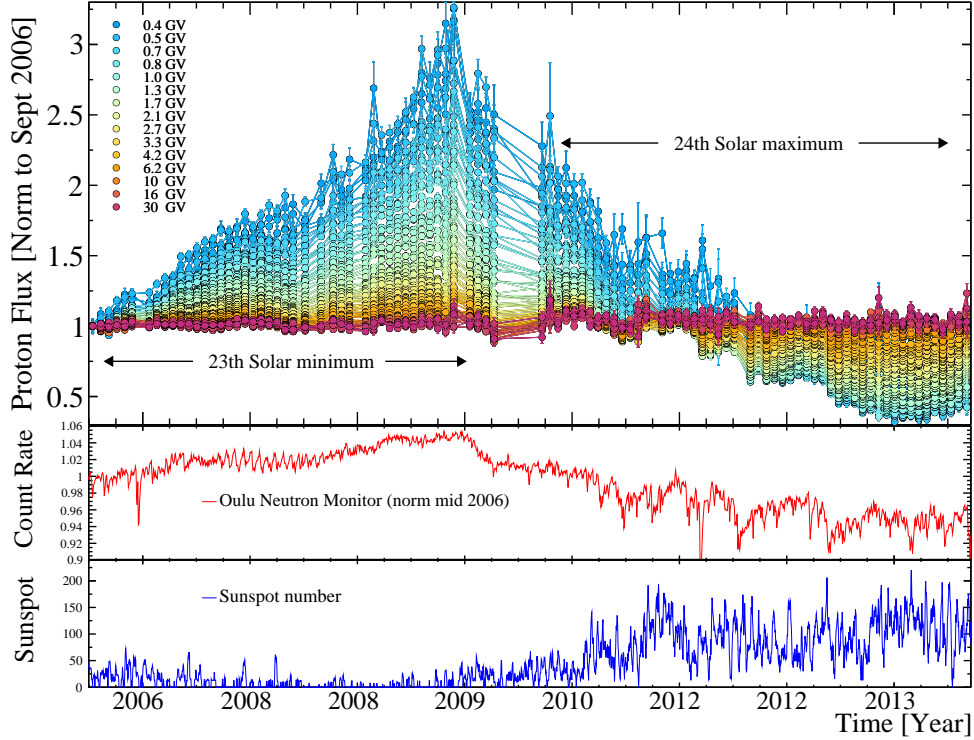 Proton Flux [Norm to Sept 2006]
3
2.5
2
1.5
1
0.5
0.4 GV
0.5 GV
0.7 GV
0.8 GV
1.0 GV
1.3 GV
1.7 GV
2.1 GV
2.7 GV
3.3 GV
4.2 GV
6.2 GV
10 GV
16 GV
30 GV
24th Solar maximum
23th Solar minimum
Count Rate
1.06
1.04
1.02
1
0.98
0.96
0.94
0.92
0.9
Oulu Neutron Monitor (norm mid 2006)
Sunspot
200
150
100
50
0
Sunspot number
2006 2008 2008 2009 2010 2012 2012 2013
Time [Year]